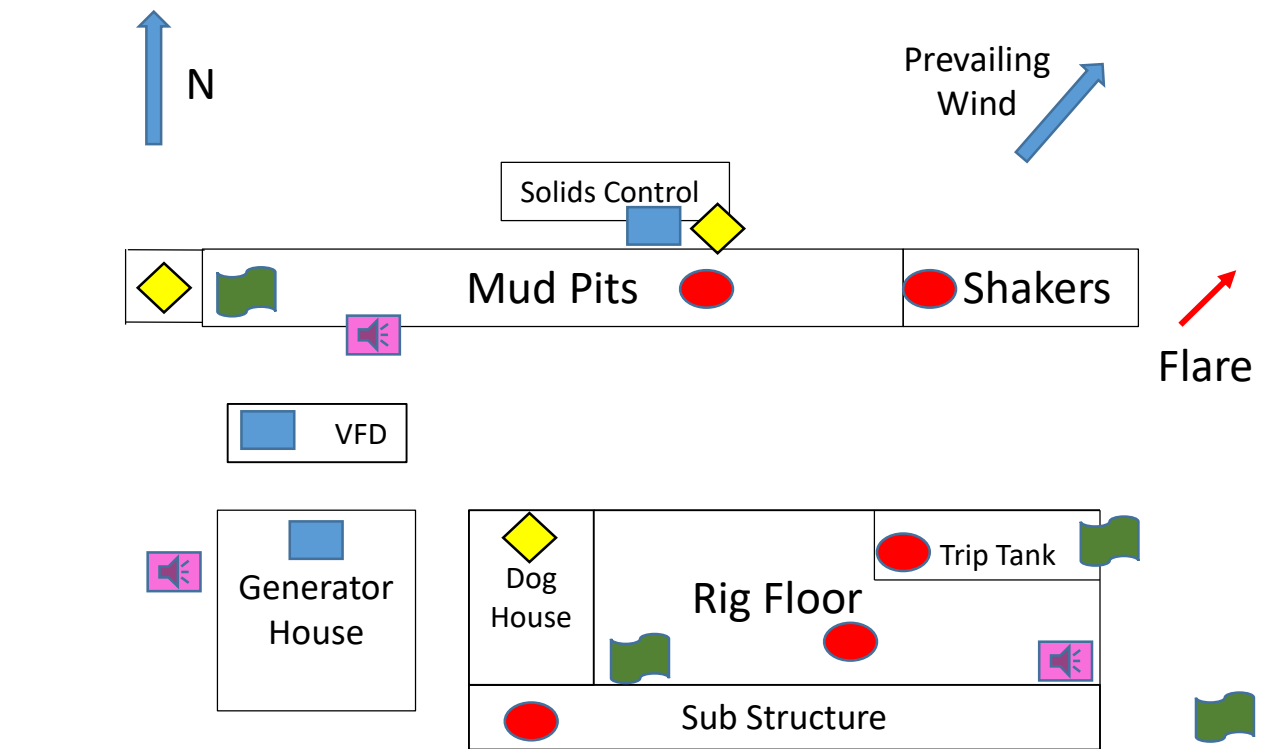 N
Prevailing
Wind
Solids Control
Mud Pits
Shakers
Flare
VFD
Generator
House
Dog
House
Rig Floor
Trip Tank
Sub Structure